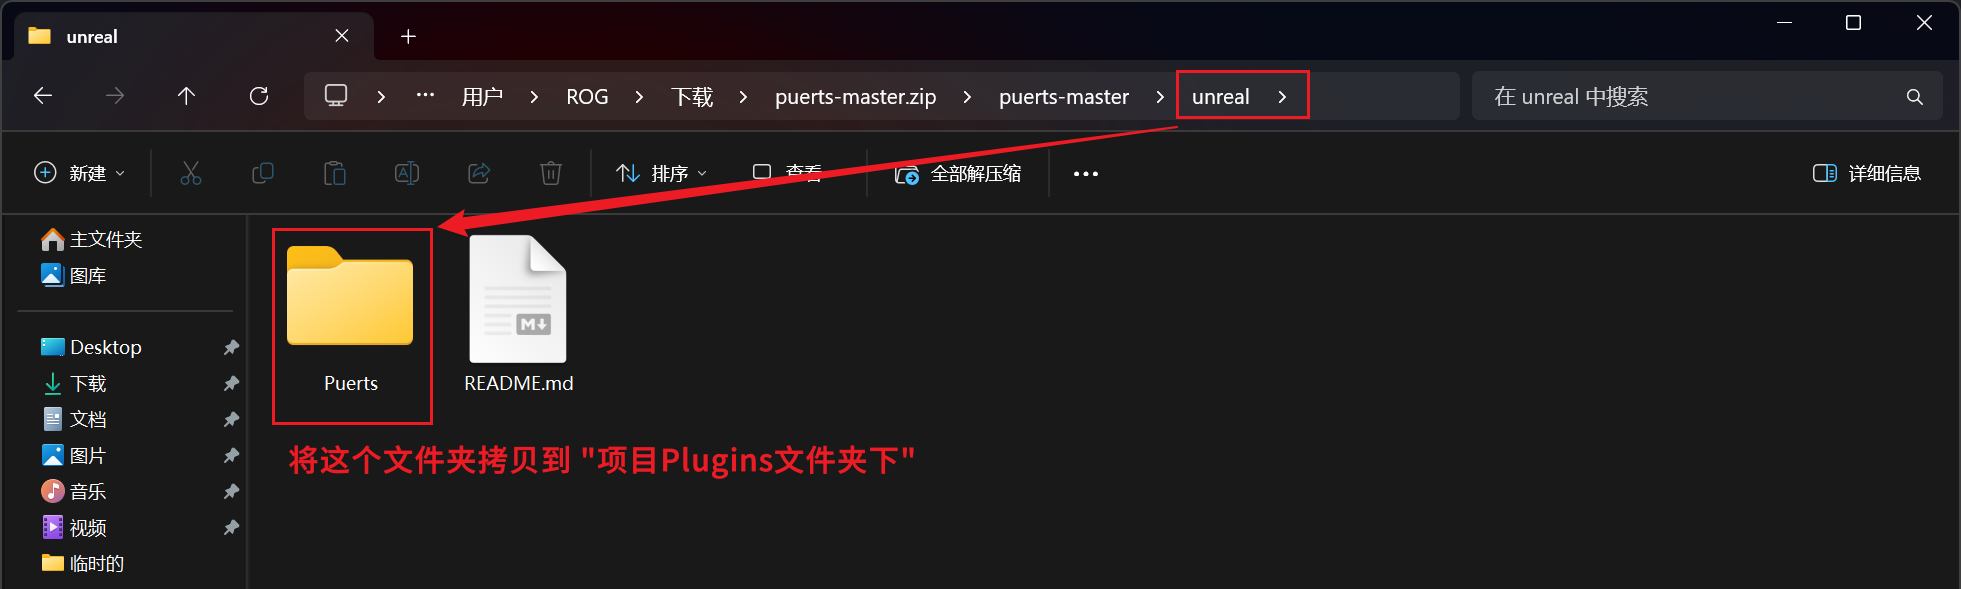 unreal
用户 ROG 下载 puerts-master.zip puerts-master unreal
在 unreal 中搜索
新建 排序 查看 全部解压缩 详细信息
主文件夹
图库
Desktop
下载
文档
图片
音乐
视频
临时的
Puerts
README.md
将这个文件夹拷贝到 "项目Plugins文件夹下"